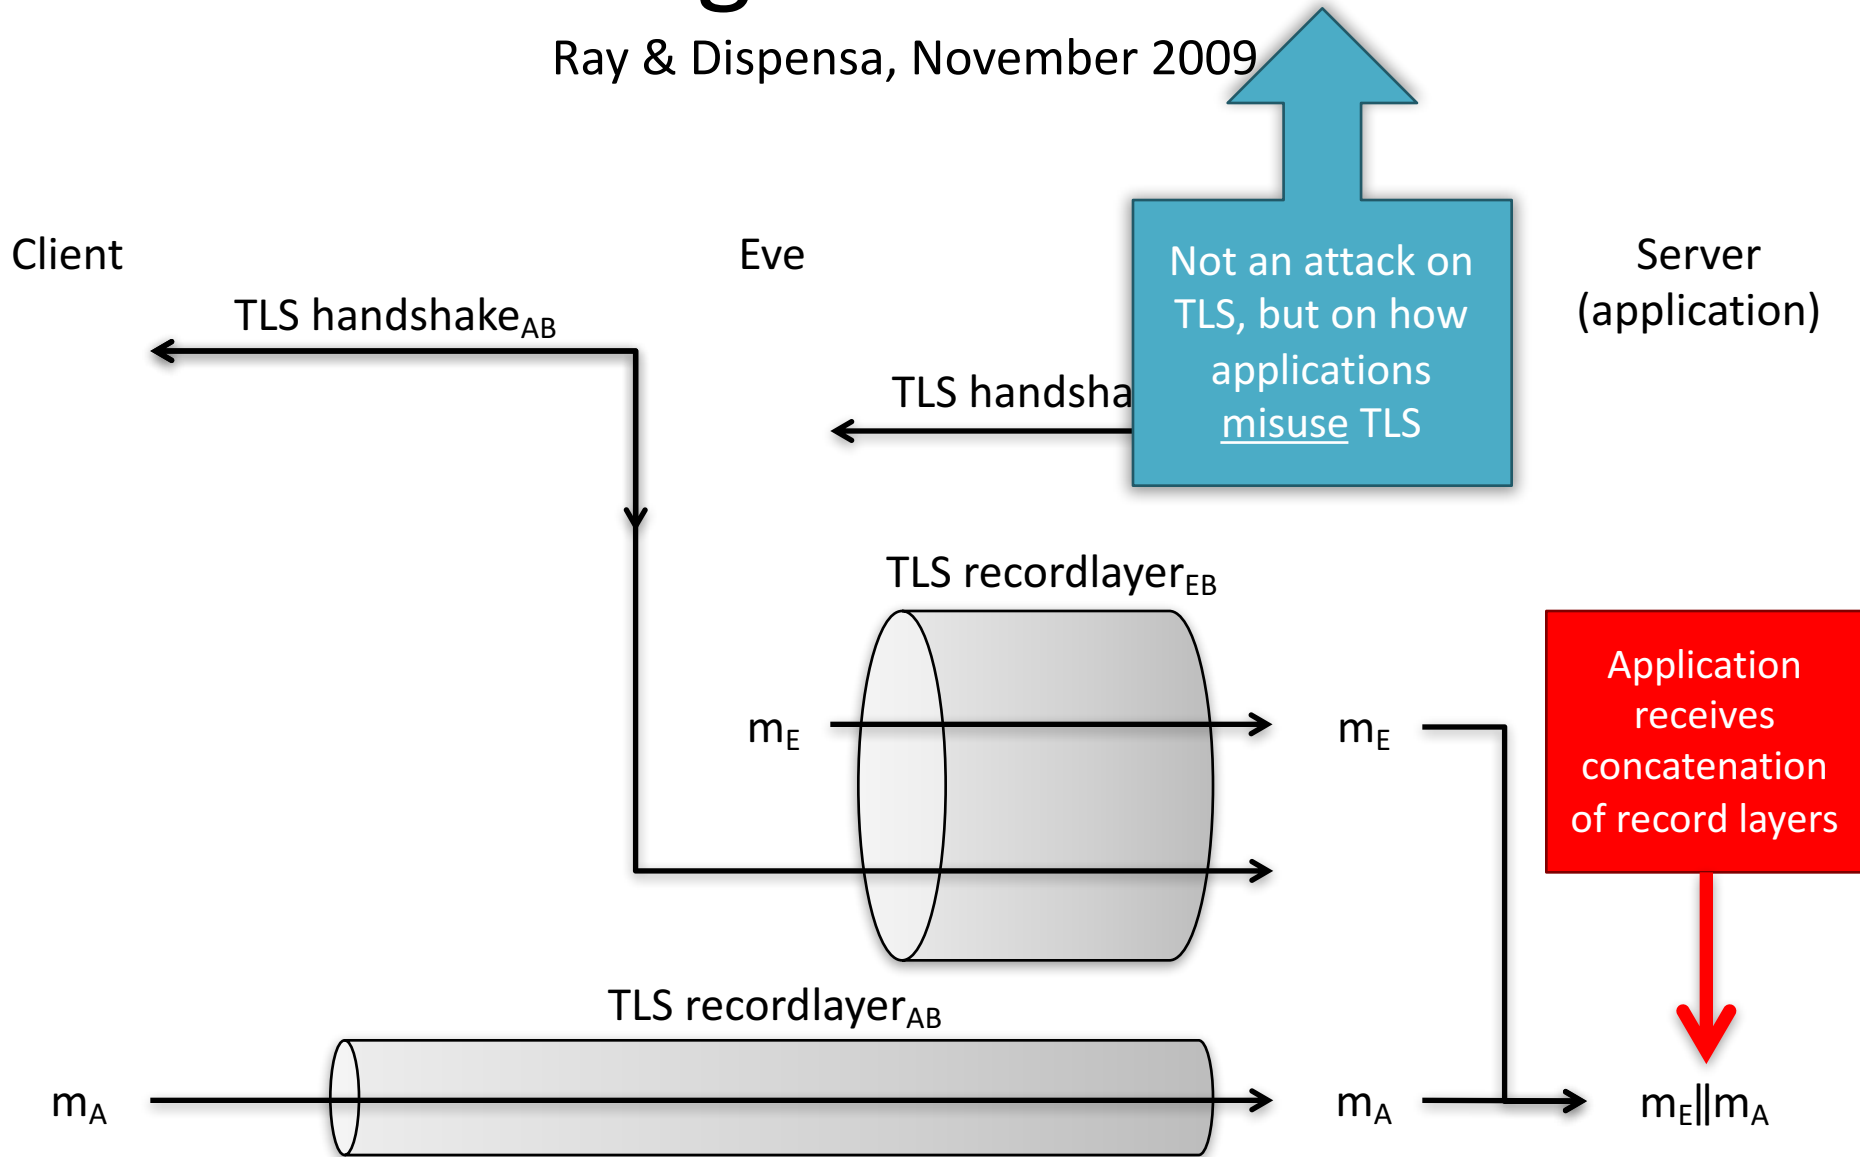 Ray & Dispensa, November 2009
Client
Eve
Server
(application)
Not an attack on
TLS, but on how
applications
misuse TLS
TLS handshakeAB
TLS handsha
TLS recordlayerEB
mE
mE
Application
receives
concatenation
of record layers
TLS recordlayerAB
mA
mA
mE||mA